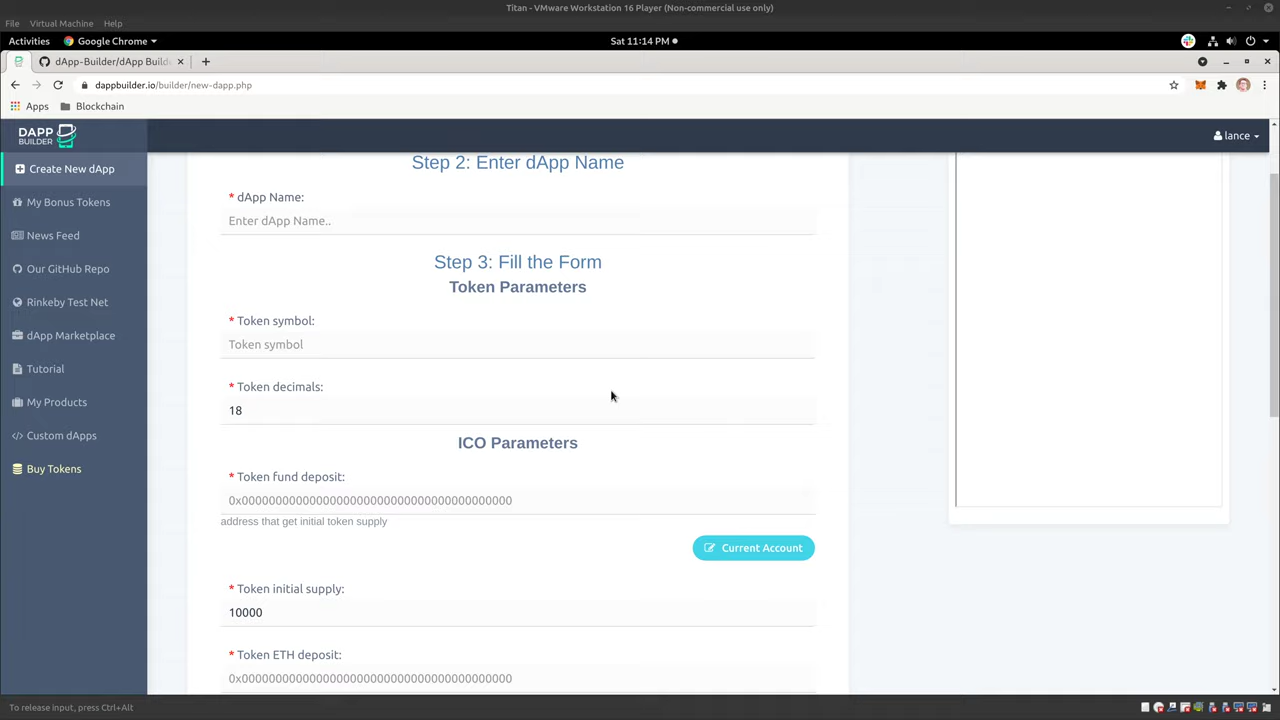 Titan - VMware Workstation 16 Player (Non-commercial use only)
File Virtual Machine Help
Activities Google Chrome Sat 11:14 PM
dApp-Builder/dApp Build
dappbuilder.io/builder/new-dapp.php
Apps Blockchain
DAPP
BUILDER
lance
Create New dApp
My Bonus Tokens
News Feed
Our GitHub Repo
Rinkeby Test Net
dApp Marketplace
Tutorial
My Products
Custom dApps
Buy Tokens
Step 2: Enter dApp Name
* dApp Name:
Enter dApp Name..
Step 3: Fill the Form
Token Parameters
* Token symbol:
Token symbol
* Token decimals:
18
ICO Parameters
* Token fund deposit:
0x0000000000000000000000000000000000000000
address that get initial token supply
Current Account
* Token initial supply:
10000
* Token ETH deposit:
0x0000000000000000000000000000000000000000
To release input, press Ctrl+Alt